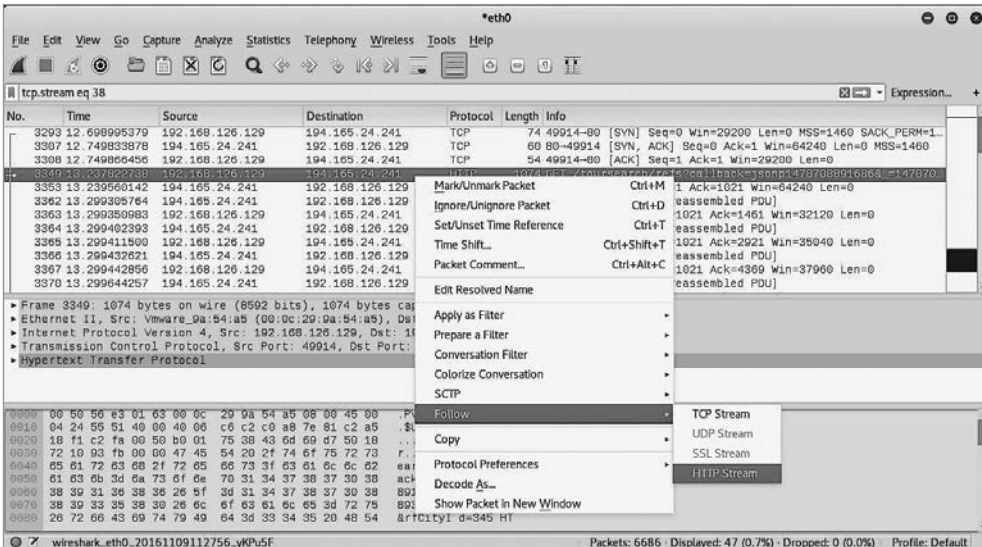 *eth0
File Edit View Go Capture Analyze Statistics Telephony Wireless Tools Help
tcp.stream eq 38 Expression... +
No. Time Source Destination Protocol Length Info
3293 12.698995379 192.168.126.129 194.165.24.241 TCP 74 49914→80 [SYN] Seq=0 Win=29200 Len=0 MSS=1460 SACK_PERM=1...
3307 12.749833878 194.165.24.241 192.168.126.129 TCP 60 80→49914 [SYN, ACK] Seq=0 Ack=1 Win=64240 Len=0 MSS=1460
3308 12.749866456 192.168.126.129 194.165.24.241 TCP 54 49914→80 [ACK] Seq=1 Ack=1 Win=29200 Len=0
3349 13.237822738 192.168.126.129 194.165.24.241 HTTP 1074 GET /toursearch/refs?callback=jsonp1478708891686&_=147870
3353 13.239560142 194.165.24.241 192.168.126.129 1 Ack=1021 Win=64240 Len=0
3362 13.299305764 194.165.24.241 192.168.126.129 eassembled PDU]
3363 13.299350983 192.168.126.129 194.165.24.241 1021 Ack=1461 Win=32120 Len=0
3364 13.299402393 194.165.24.241 192.168.126.129 eassembled PDU]
3365 13.299411500 192.168.126.129 194.165.24.241 1021 Ack=2921 Win=35040 Len=0
3366 13.299432621 194.165.24.241 192.168.126.129 eassembled PDU]
3367 13.299442856 192.168.126.129 194.165.24.241 1021 Ack=4369 Win=37960 Len=0
3370 13.299644257 194.165.24.241 192.168.126.129 eassembled PDU]
Mark/Unmark Packet Ctrl+M
Ignore/Unignore Packet Ctrl+D
Set/Unset Time Reference Ctrl+T
Time Shift... Ctrl+Shift+T
Packet Comment... Ctrl+Alt+C
Edit Resolved Name
Apply as Filter
Prepare a Filter
Conversation Filter
Colorize Conversation
SCTP
Follow
Copy
Protocol Preferences
Decode As...
Show Packet in New Window
TCP Stream
UDP Stream
SSL Stream
HTTP Stream
Frame 3349: 1074 bytes on wire (8592 bits), 1074 bytes cap
Ethernet II, Src: Vmware_9a:54:a5 (00:0c:29:9a:54:a5), Dst
Internet Protocol Version 4, Src: 192.168.126.129, Dst: 19
Transmission Control Protocol, Src Port: 49914, Dst Port:
Hypertext Transfer Protocol
0000 00 50 56 e3 01 63 00 0c 29 9a 54 a5 08 00 45 00 .PV
0010 04 24 55 51 40 00 40 06 c6 c2 c0 a8 7e 81 c2 a5 .$U
0020 18 f1 c2 fa 00 50 b0 01 75 38 43 6d 69 d7 50 18 ...
0030 72 10 93 fb 00 00 47 45 54 20 2f 74 6f 75 72 73 r..
0040 65 61 72 63 68 2f 72 65 66 73 3f 63 61 6c 6c 62 ear
0050 61 63 6b 3d 6a 73 6f 6e 70 31 34 37 38 37 30 38 ack
0060 38 39 31 36 38 36 26 5f 3d 31 34 37 38 37 30 38 891
0070 38 39 33 35 38 30 26 6c 6f 63 61 6c 65 3d 72 75 893
0080 26 72 66 43 69 74 79 49 64 3d 33 34 35 20 48 54 &rfCityI d=345 HT
wireshark_eth0_20161109112756_yKPu5F Packets: 6686 · Displayed: 47 (0.7%) · Dropped: 0 (0.0%) Profile: Default